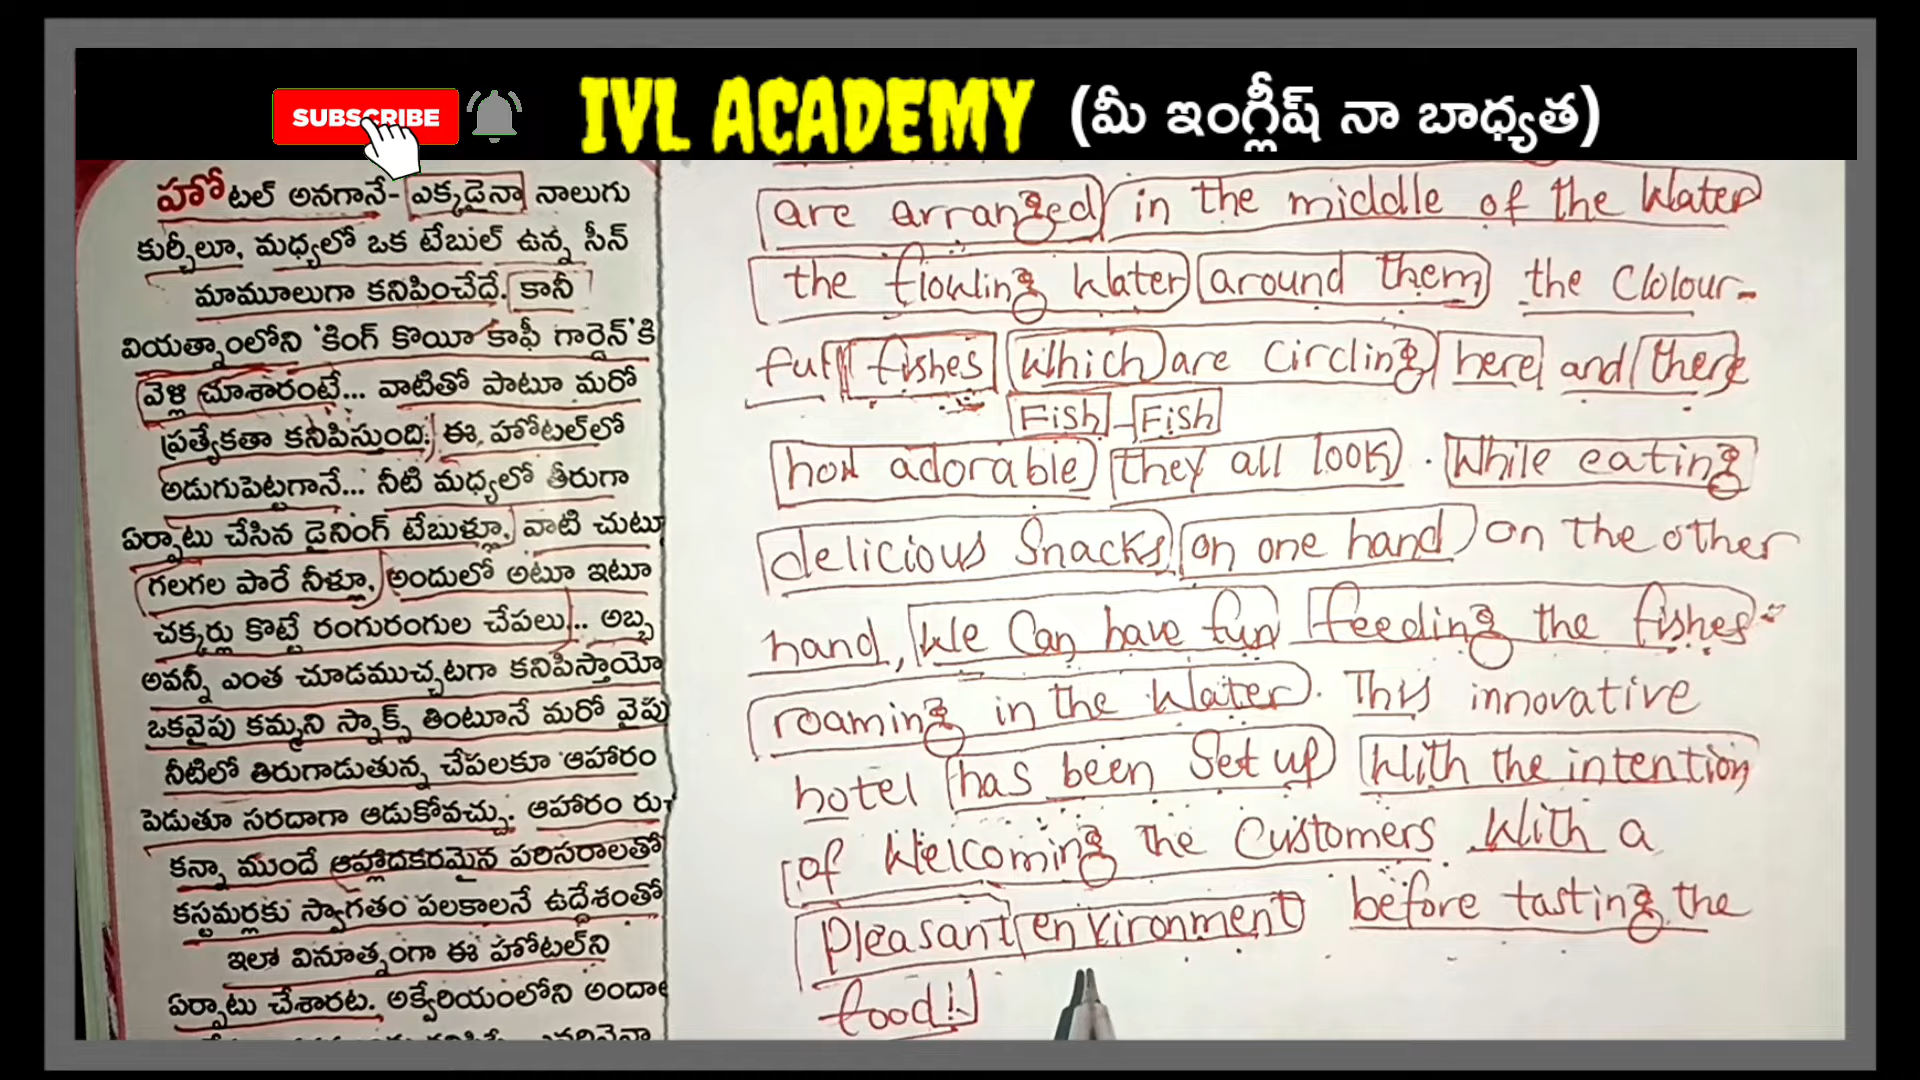 SUBSCRIBE
IVL ACADEMY (మీ ఇంగ్లీష్ నా బాధ్యత)
హోటల్ అనగానే- ఎక్కడైనా నాలుగు
కుర్చీలూ, మధ్యలో ఒక టేబుల్ ఉన్న సీన్
మామూలుగా కనిపించేదే. కానీ
వియత్నాంలోని 'కింగ్ కొయీ కాఫీ గార్డెన్'కి
వెళ్లి చూశారంటే... వాటితో పాటూ మరో
ప్రత్యేకతా కనిపిస్తుంది. ఈ హోటల్‌లో
అడుగుపెట్టగానే... నీటి మధ్యలో తీరుగా
ఏర్పాటు చేసిన డైనింగ్ టేబుళ్లూ, వాటి చుటూ
గలగల పారే నీళ్లూ, అందులో అటూ ఇటూ
చక్కర్లు కొట్టే రంగురంగుల చేపలు... అబ్బ
అవన్నీ ఎంత చూడముచ్చటగా కనిపిస్తాయో
ఒకవైపు కమ్మని స్నాక్స్ తింటూనే మరో వైపు
నీటిలో తిరుగాడుతున్న చేపలకూ ఆహారం
పెడుతూ సరదాగా ఆడుకోవచ్చు. ఆహారం రు
కన్నా ముందే ఆహ్లాదకరమైన పరిసరాలతో
కస్టమర్లకు స్వాగతం పలకాలనే ఉద్దేశంతో
ఇలా వినూత్నంగా ఈ హోటల్‌ని
ఏర్పాటు చేశారట. అక్వేరియంలోని అందా
are arranged in the middle of the water
the flowing water around them the Colour-
full fishes which are circling here and there
Fish - Fish
how adorable they all look. While eating
delicious Snacks on one hand on the other
hand, we can have fun feeding the fishes
roaming in the water. This innovative
hotel has been Set up with the intention
of welcoming the Customers with a
pleasant environment before tasting the
food!